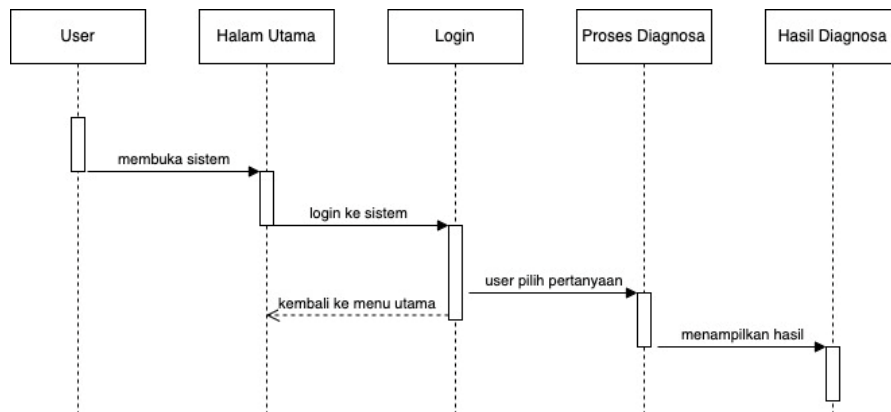 User
Halam Utama
Login
Proses Diagnosa
Hasil Diagnosa
membuka sistem
login ke sistem
user pilih pertanyaan
kembali ke menu utama
menampilkan hasil